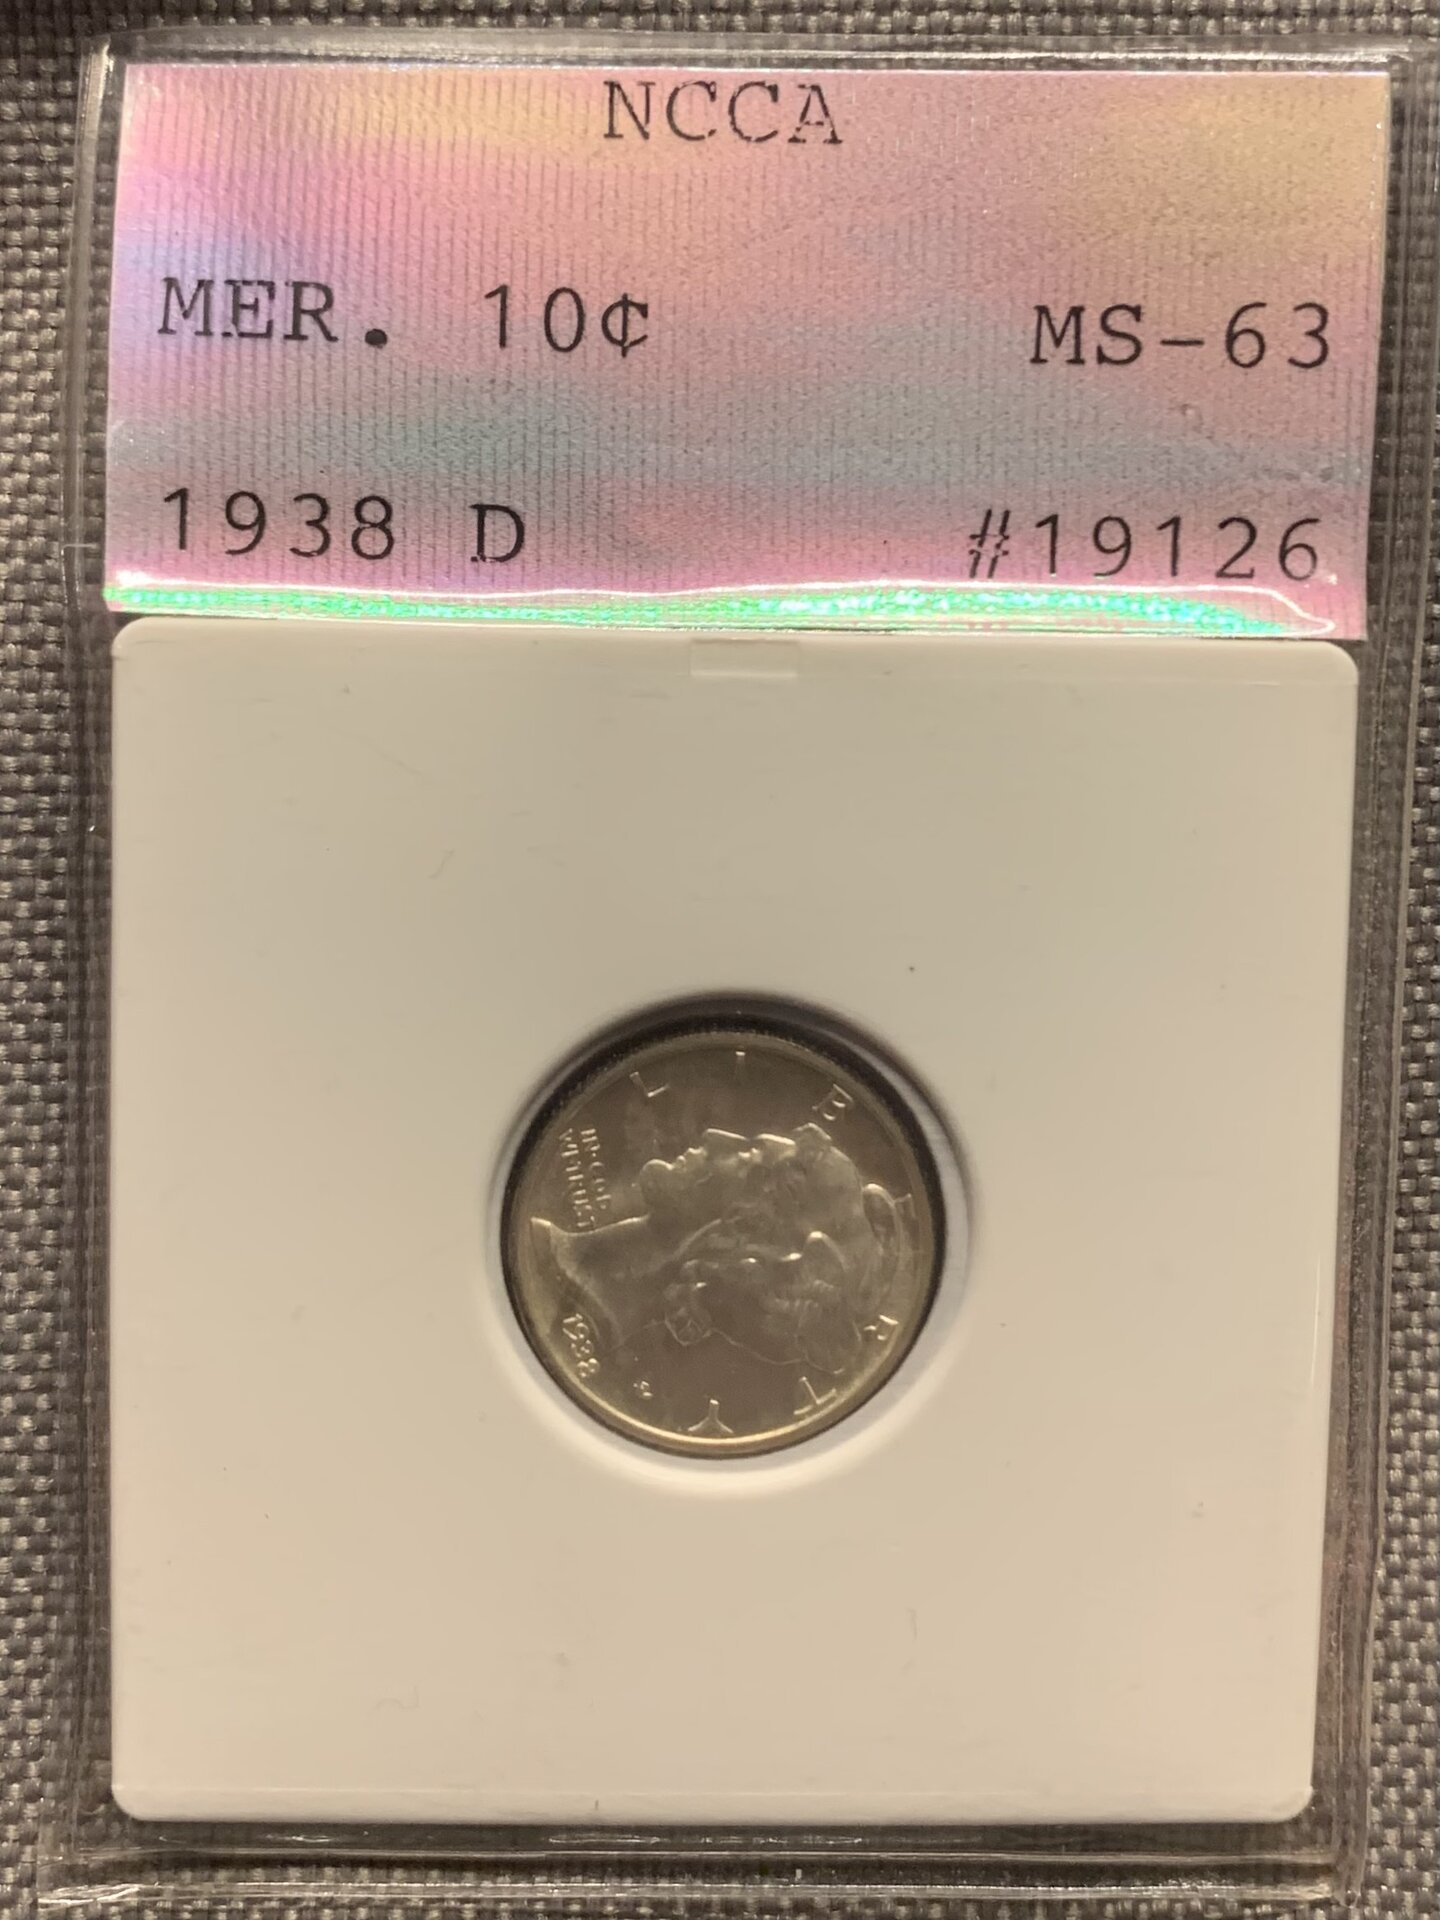 NCCA
MER. 10¢ MS-63
1938 D #19126
LIBERTY
IN GOD
WE TRUST
1938